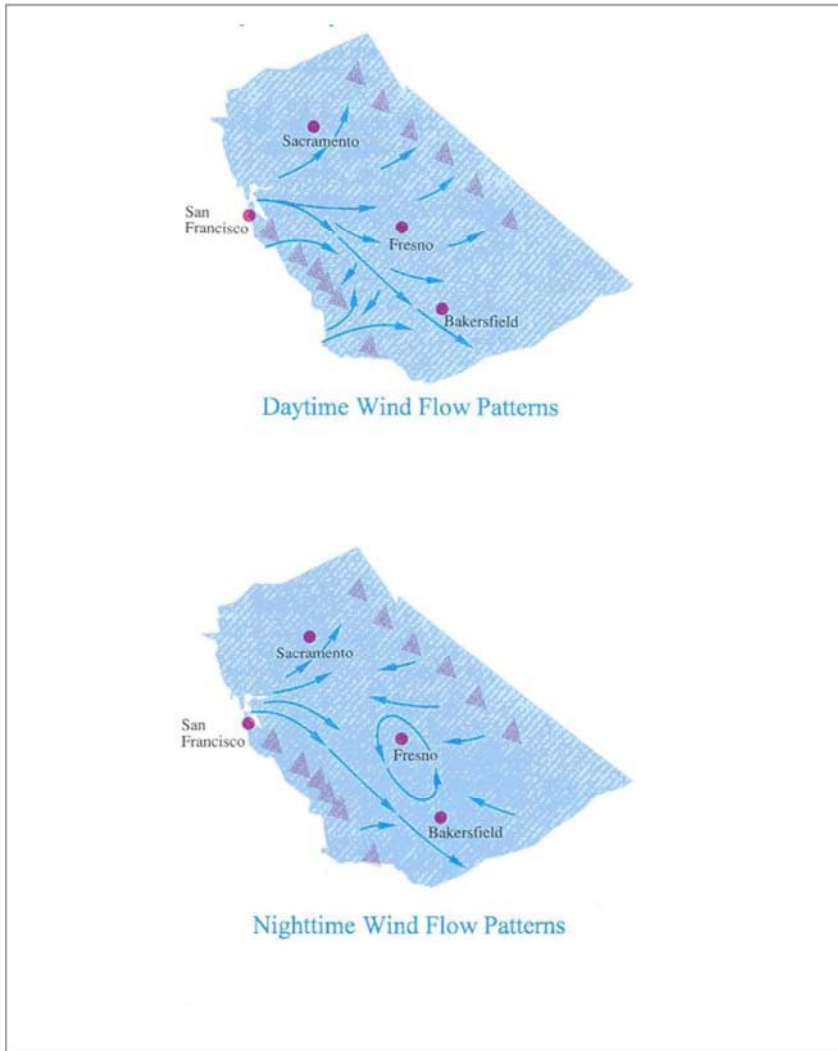 Sacramento
San
Francisco
Fresno
Bakersfield
Daytime Wind Flow Patterns
Sacramento
San
Francisco
Fresno
Bakersfield
Nighttime Wind Flow Patterns